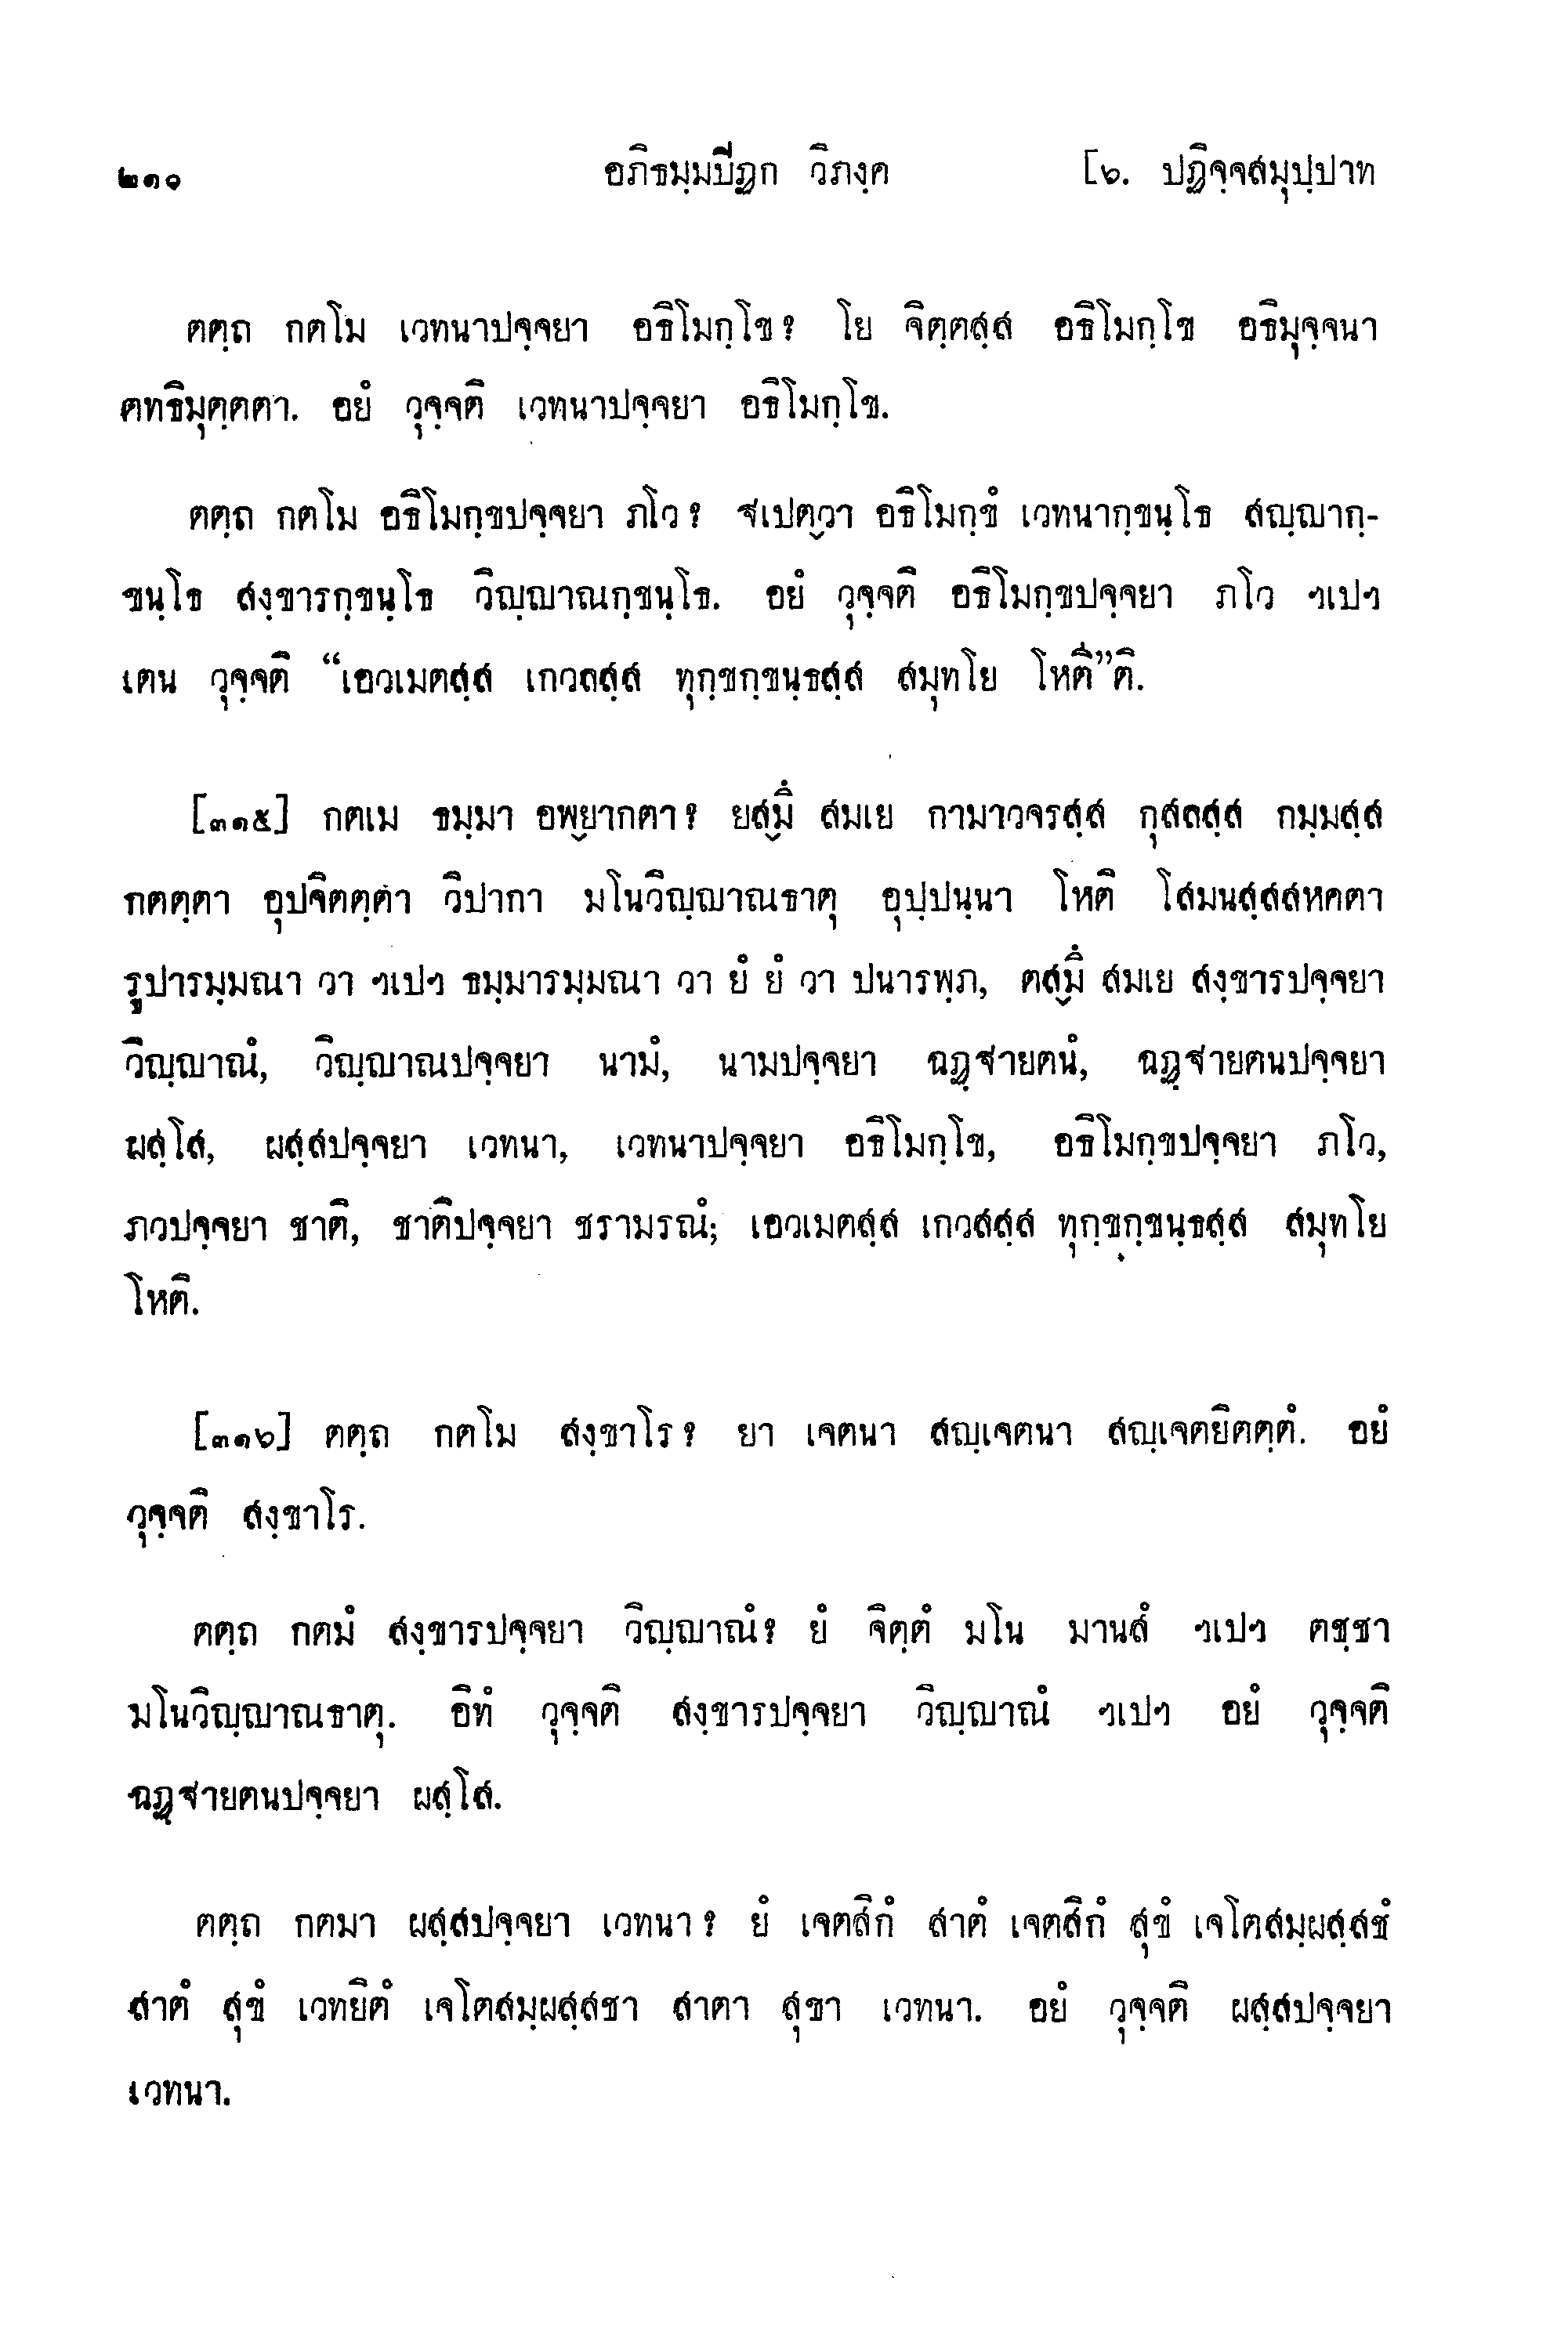 ๒๑๐ อภิธมฺมปีฏก วิภงฺค [๖. ปฏิจฺจสมุปฺปาท
ตตฺถ กตโม เวทนาปจฺจยา อธิโมกฺโข? โย จิตฺตสฺส อธิโมกฺโข อธิมุจฺจนา
ตทธิมุตฺตตา. อยํ วุจฺจติ เวทนาปจฺจยา อธิโมกฺโข.
ตตฺถ กตโม อธิโมกฺขปจฺจยา ภโว? ฐเปตฺวา อธิโมกฺขํ เวทนากฺขนฺโธ สญฺญากฺ-
ขนฺโธ สงฺขารกฺขนฺโธ วิญฺญาณกฺขนฺโธ. อยํ วุจฺจติ อธิโมกฺขปจฺจยา ภโว ฯเปฯ
เตน วุจฺจติ “เอวเมตสฺส เกวลสฺส ทุกฺขกฺขนฺธสฺส สมุทโย โหตี”ติ.
[๓๑๕] กตเม ธมฺมา อพฺยากตา? ยสฺมึ สมเย กามาวจรสฺส กุสลสฺส กมฺมสฺส
กตตฺตา อุปจิตตฺตา วิปากา มโนวิญฺญาณธาตุ อุปฺปนฺนา โหติ โสมนสฺสสหคตา
รูปารมฺมณา วา ฯเปฯ ธมฺมารมฺมณา วา ยํ ยํ วา ปนารพฺภ, ตสฺมึ สมเย สงฺขารปจฺจยา
วิญฺญาณํ, วิญฺญาณปจฺจยา นามํ, นามปจฺจยา ฉฏฺฐายตนํ, ฉฏฺฐายตนปจฺจยา
ผสฺโส, ผสฺสปจฺจยา เวทนา, เวทนาปจฺจยา อธิโมกฺโข, อธิโมกฺขปจฺจยา ภโว,
ภวปจฺจยา ชาติ, ชาติปจฺจยา ชรามรณํ; เอวเมตสฺส เกวลสฺส ทุกฺขกฺขนฺธสฺส สมุทโย
โหติ.
[๓๑๖] ตตฺถ กตโม สงฺขาโร? ยา เจตนา สญฺเจตนา สญฺเจตยิตตฺตํ. อยํ
วุจฺจติ สงฺขาโร.
ตตฺถ กตมํ สงฺขารปจฺจยา วิญฺญาณํ? ยํ จิตฺตํ มโน มานสํ ฯเปฯ ตชฺชา
มโนวิญฺญาณธาตุ. อิทํ วุจฺจติ สงฺขารปจฺจยา วิญฺญาณํ ฯเปฯ อยํ วุจฺจติ
ฉฏฺฐายตนปจฺจยา ผสฺโส.
ตตฺถ กตมา ผสฺสปจฺจยา เวทนา? ยํ เจตสิกํ สาตํ เจตสิกํ สุขํ เจโตสมฺผสฺสชํ
สาตํ สุขํ เวทยิตํ เจโตสมฺผสฺสชา สาตา สุขา เวทนา. อยํ วุจฺจติ ผสฺสปจฺจยา
เวทนา.